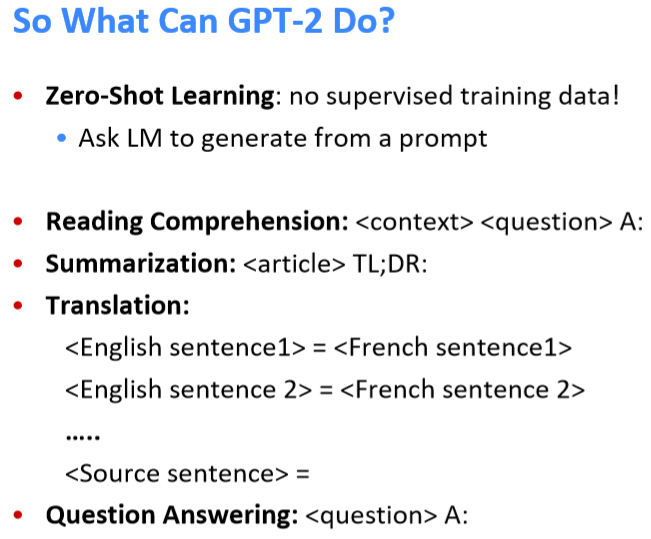 So What Can GPT-2 Do?
• Zero-Shot Learning: no supervised training data!
• Ask LM to generate from a prompt
• Reading Comprehension: <context> <question> A:
• Summarization: <article> TL;DR:
• Translation:
<English sentence1> = <French sentence1>
<English sentence 2> = <French sentence 2>
.....
<Source sentence> =
• Question Answering: <question> A: